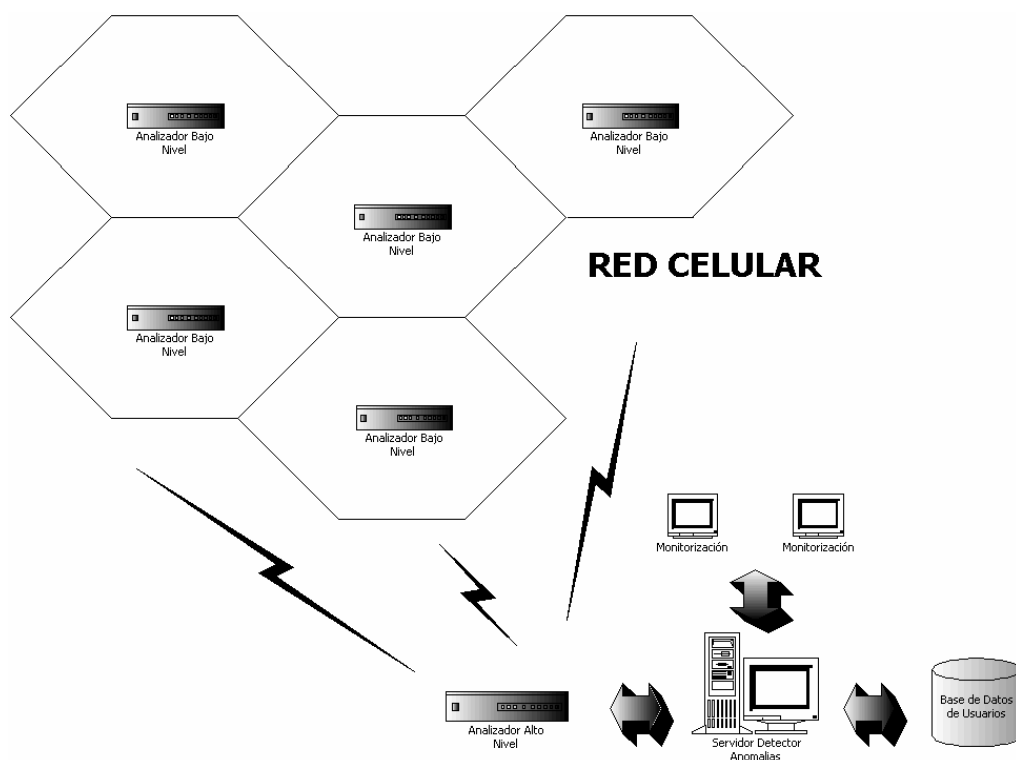 Analizador Bajo
Nivel
Analizador Bajo
Nivel
Analizador Bajo
Nivel
RED CELULAR
Analizador Bajo
Nivel
Analizador Bajo
Nivel
Monitorización
Monitorización
Analizador Alto
Nivel
Servidor Detector
Anomalias
Base de Datos
de Usuarios